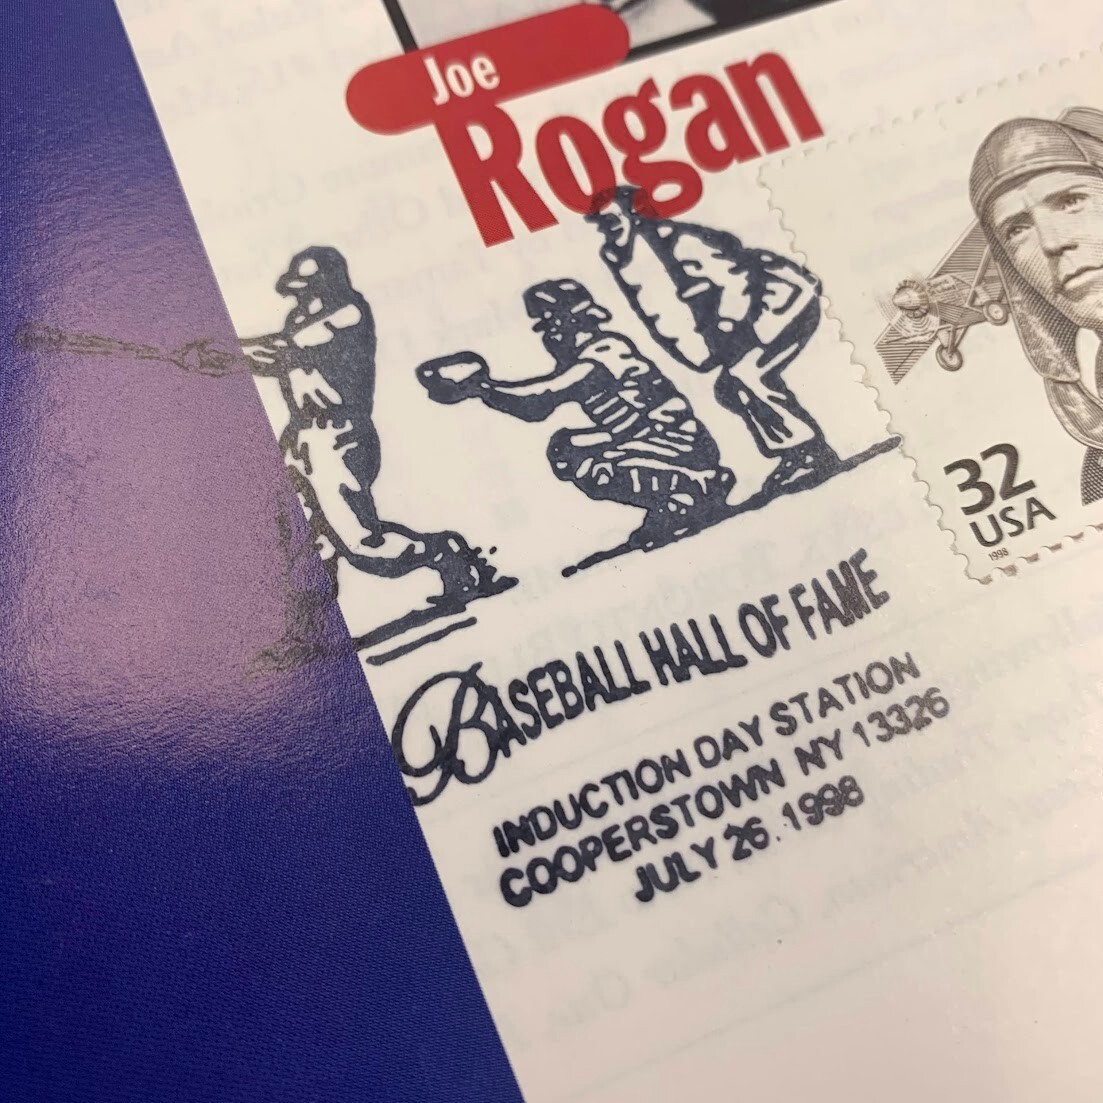 Joe
Rogan
32
USA
1998
BASEBALL HALL OF FAME
INDUCTION DAY STATION
COOPERSTOWN NY 13326
JULY 26. 1998